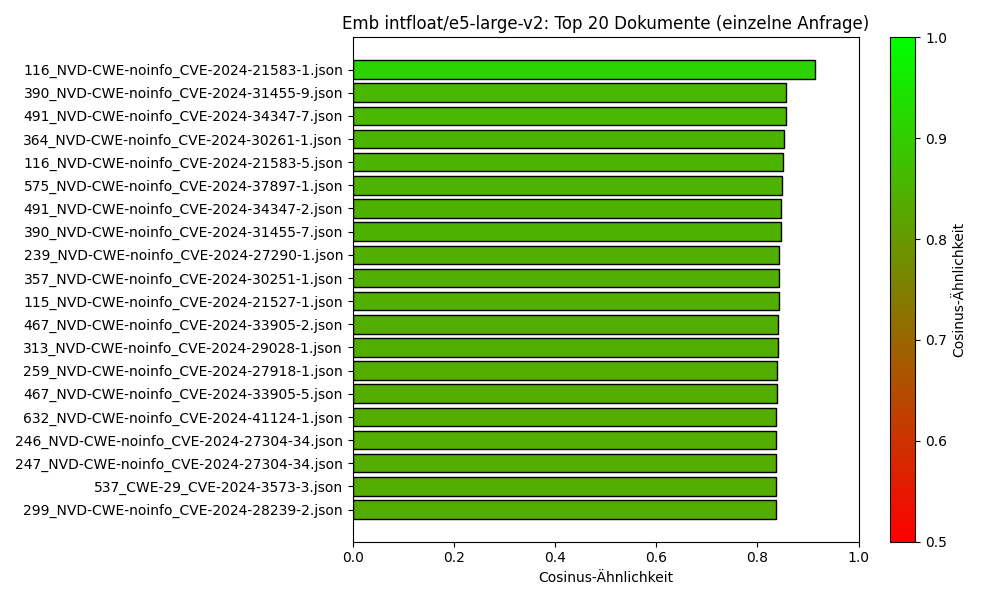 Emb intfloat/e5-large-v2: Top 20 Dokumente (einzelne Anfrage)
116_NVD-CWE-noinfo_CVE-2024-21583-1.json
390_NVD-CWE-noinfo_CVE-2024-31455-9.json
491_NVD-CWE-noinfo_CVE-2024-34347-7.json
364_NVD-CWE-noinfo_CVE-2024-30261-1.json
116_NVD-CWE-noinfo_CVE-2024-21583-5.json
575_NVD-CWE-noinfo_CVE-2024-37897-1.json
491_NVD-CWE-noinfo_CVE-2024-34347-2.json
390_NVD-CWE-noinfo_CVE-2024-31455-7.json
239_NVD-CWE-noinfo_CVE-2024-27290-1.json
357_NVD-CWE-noinfo_CVE-2024-30251-1.json
115_NVD-CWE-noinfo_CVE-2024-21527-1.json
467_NVD-CWE-noinfo_CVE-2024-33905-2.json
313_NVD-CWE-noinfo_CVE-2024-29028-1.json
259_NVD-CWE-noinfo_CVE-2024-27918-1.json
467_NVD-CWE-noinfo_CVE-2024-33905-5.json
632_NVD-CWE-noinfo_CVE-2024-41124-1.json
246_NVD-CWE-noinfo_CVE-2024-27304-34.json
247_NVD-CWE-noinfo_CVE-2024-27304-34.json
537_CWE-29_CVE-2024-3573-3.json
299_NVD-CWE-noinfo_CVE-2024-28239-2.json
0.0 0.2 0.4 0.6 0.8 1.0
Cosinus-Ähnlichkeit
1.0
0.9
0.8
0.7
0.6
0.5
Cosinus-Ähnlichkeit